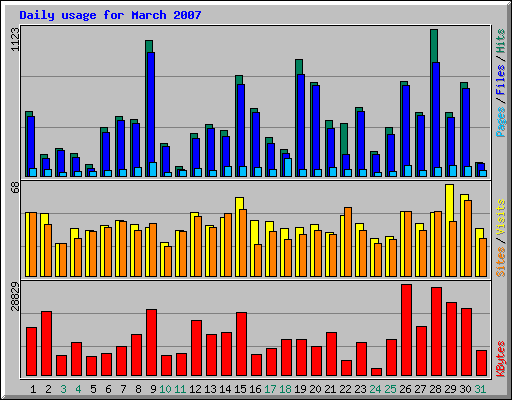 Daily usage for March 2007
1123
Pages / Files / Hits
68
Sites / Visits
28829
KBytes
1 2 3 4 5 6 7 8 9 10 11 12 13 14 15 16 17 18 19 20 21 22 23 24 25 26 27 28 29 30 31